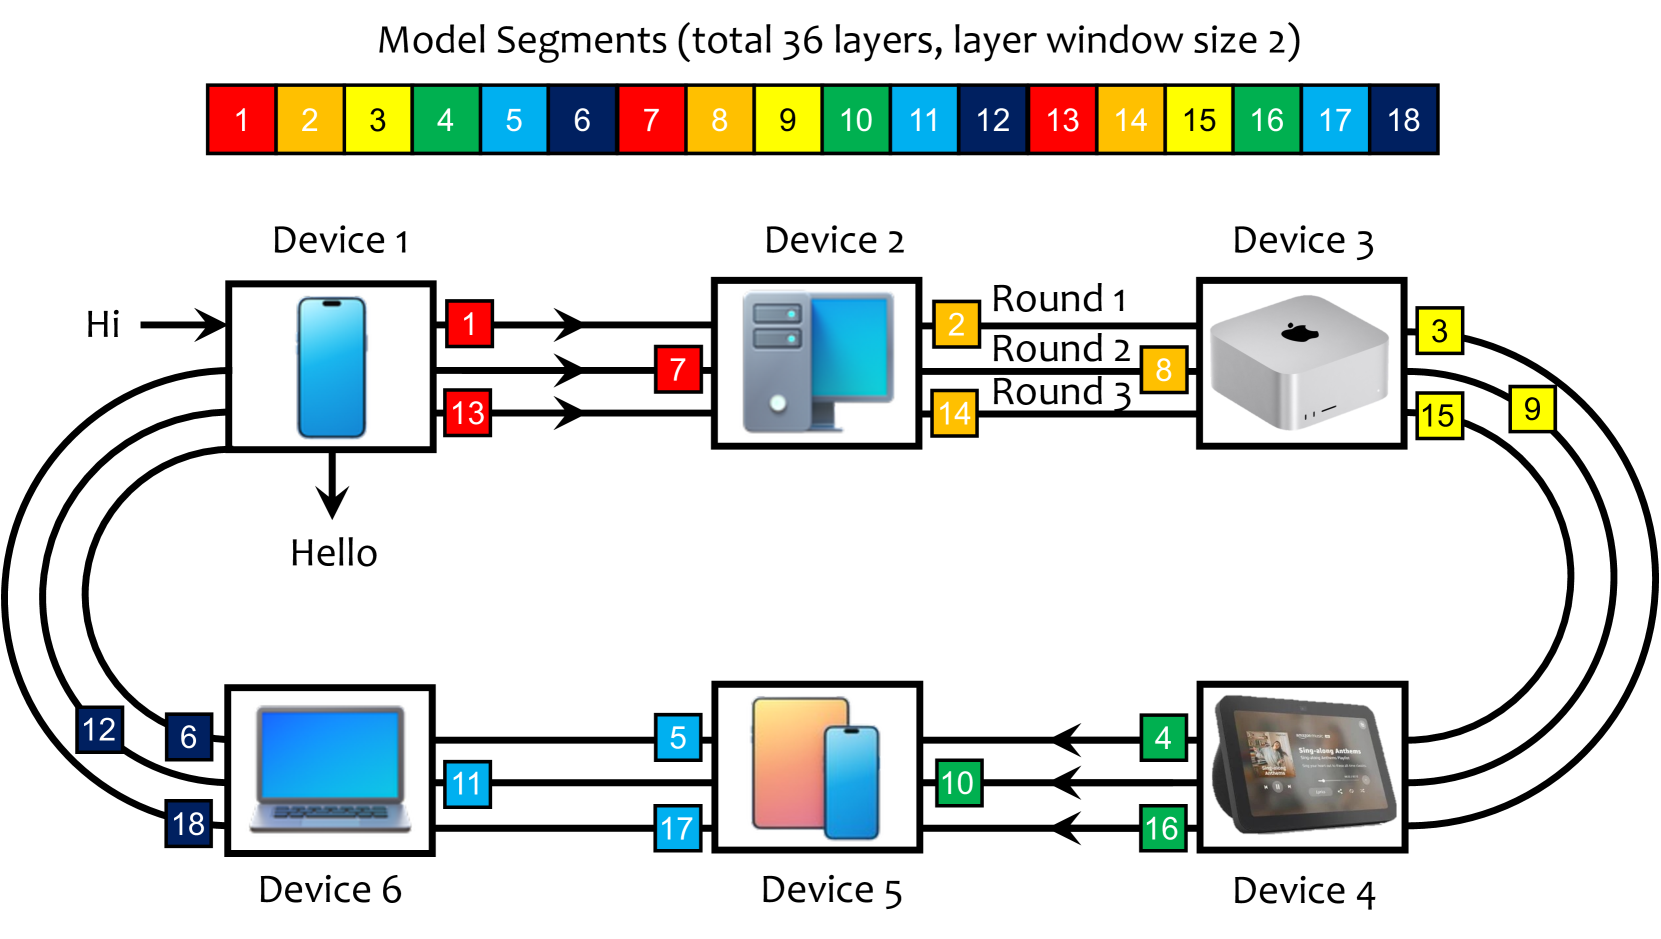 Model Segments (total 36 layers, layer window size 2)
1 2 3 4 5 6 7 8 9 10 11 12 13 14 15 16 17 18
Device 1
Device 2
Device 3
Hi
1
2
Round 1
3
7
Round 2
8
9
13
14
Round 3
15
Hello
12
6
5
4
11
10
18
17
16
Sing-along Anthems
Device 6
Device 5
Device 4